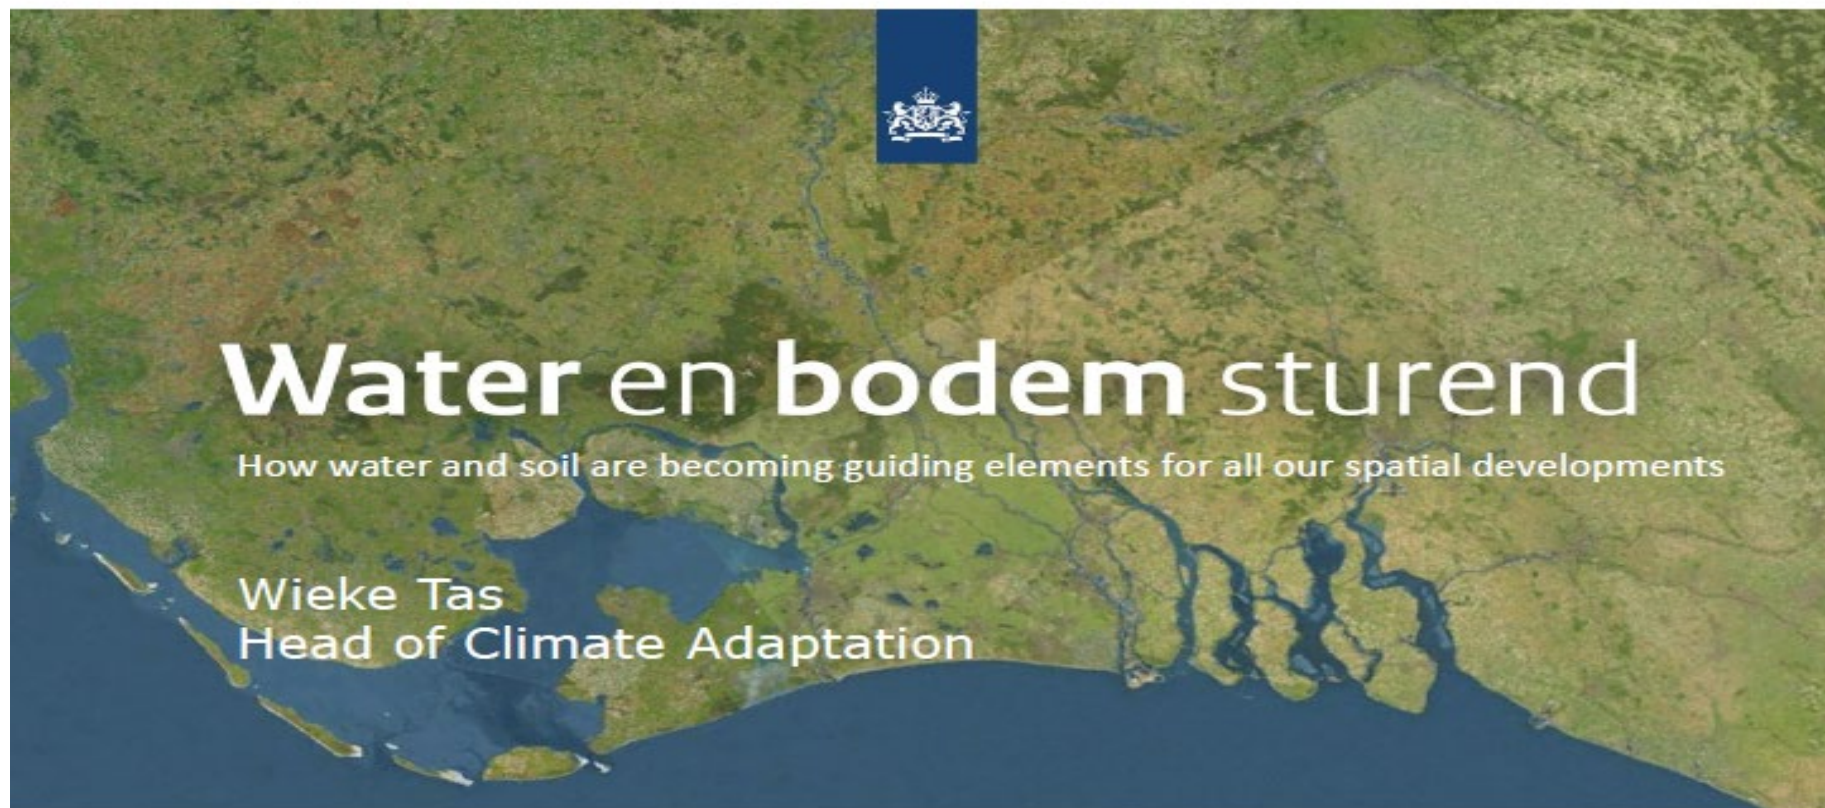 Water en bodem sturend
How water and soil are becoming guiding elements for all our spatial developments
Wieke Tas
Head of Climate Adaptation